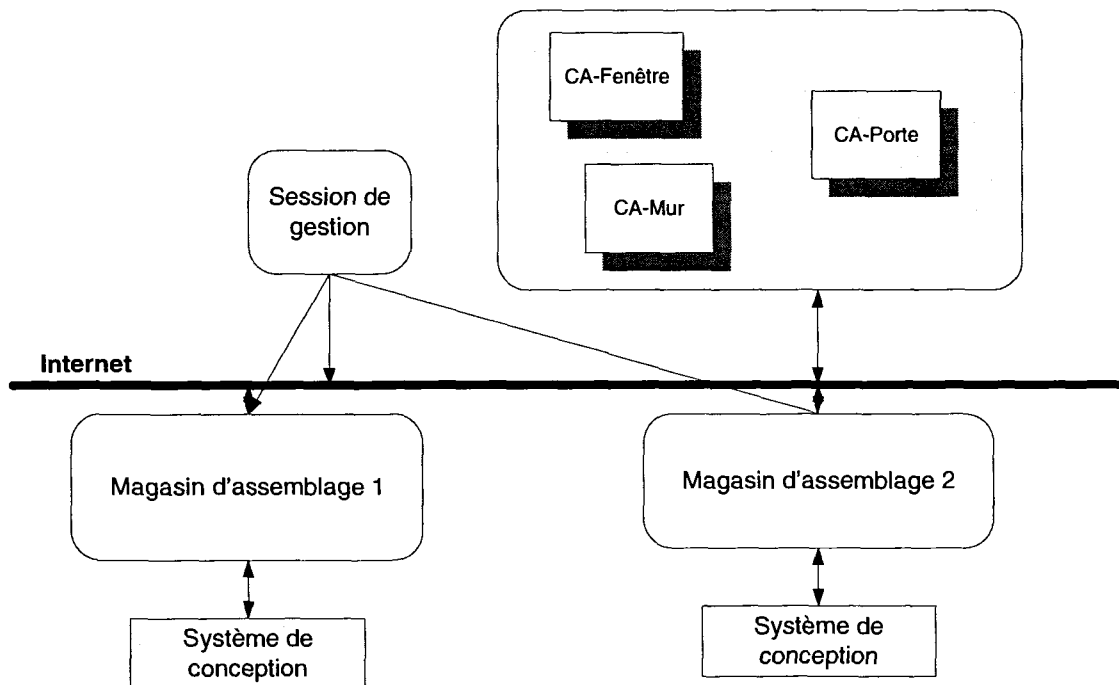 CA-Fenêtre
CA-Porte
CA-Mur
Session de
gestion
Internet
Magasin d'assemblage 1
Magasin d'assemblage 2
Système de
conception
Système de
conception